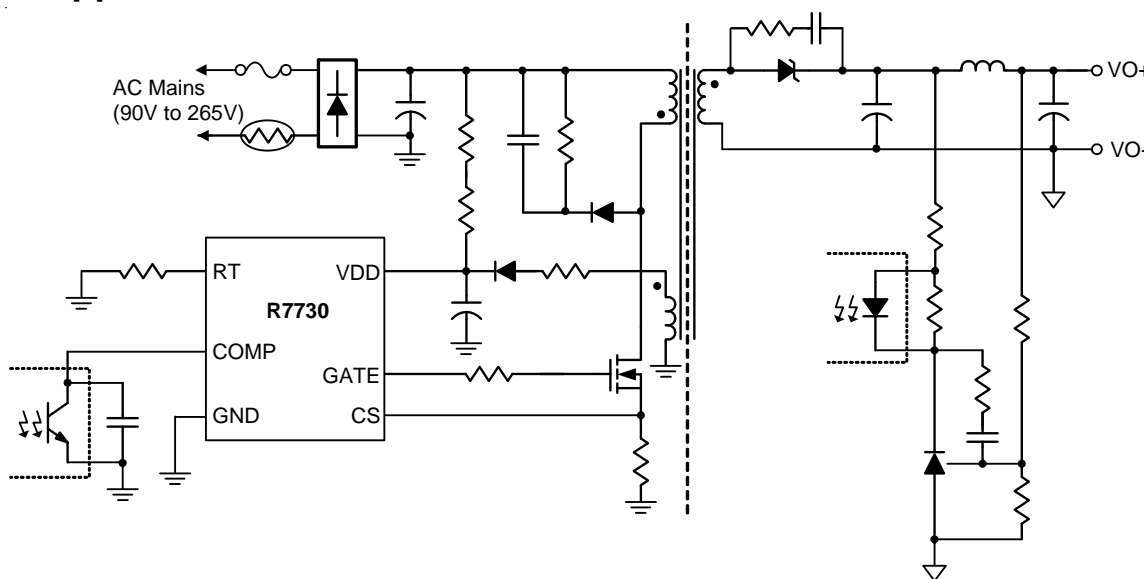 AC Mains
(90V to 265V)
VO+
VO-
RT
VDD
R7730
COMP
GATE
GND
CS